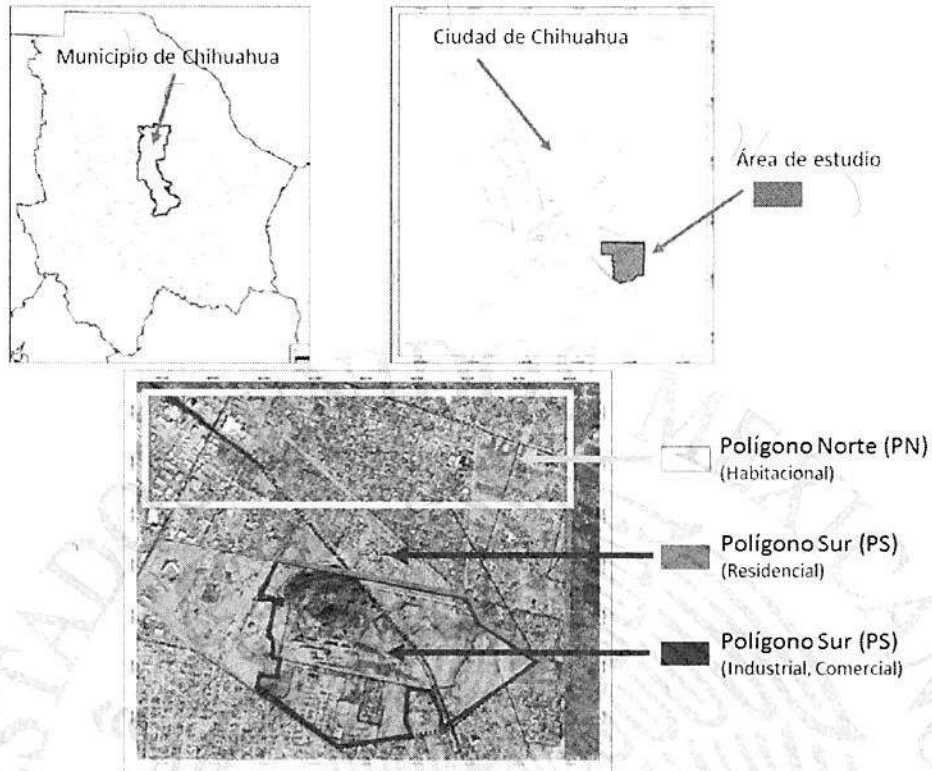 Municipio de Chihuahua
Ciudad de Chihuahua
Área de estudio
Polígono Norte (PN)
(Habitacional)
Polígono Sur (PS)
(Residencial)
Polígono Sur (PS)
(Industrial, Comercial)